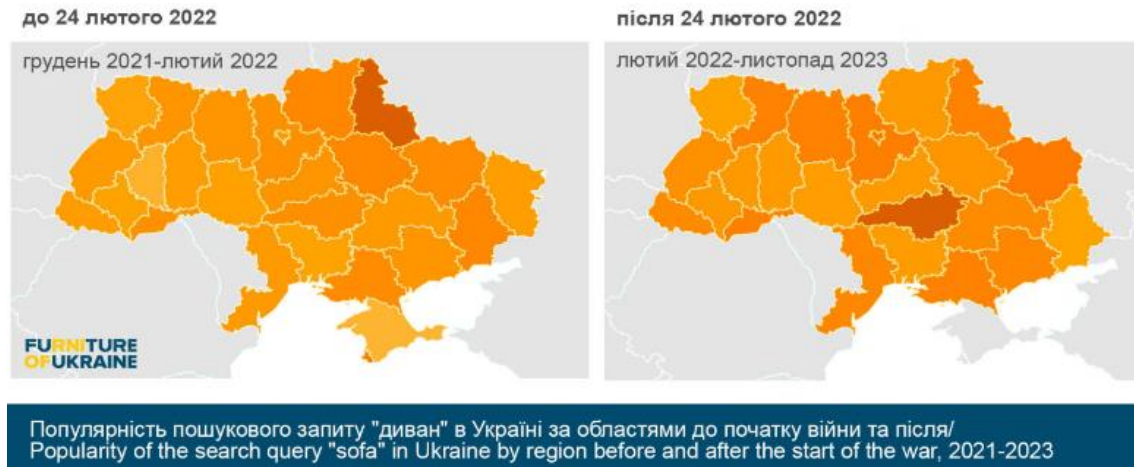 до 24 лютого 2022
грудень 2021-лютий 2022
після 24 лютого 2022
лютий 2022-листопад 2023
FURNITURE
OF UKRAINE
Популярність пошукового запиту "диван" в Україні за областями до початку війни та після/
Popularity of the search query "sofa" in Ukraine by region before and after the start of the war, 2021-2023